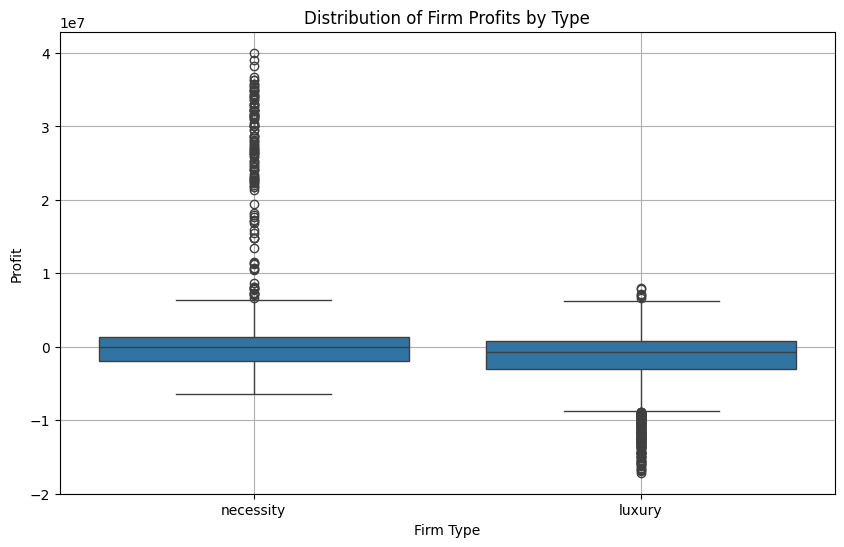 Distribution of Firm Profits by Type
1e7
4
3
2
1
0
−1
−2
Profit
necessity
luxury
Firm Type